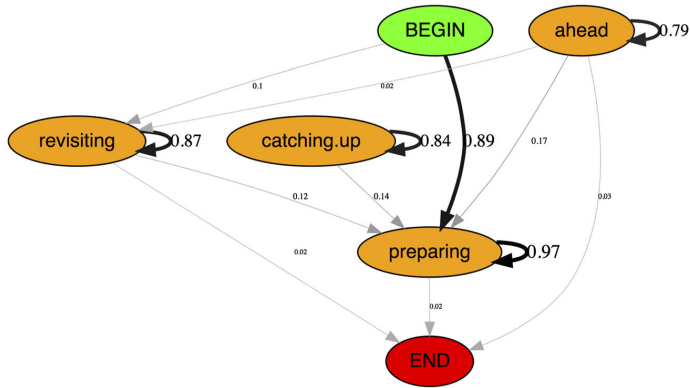 BEGIN
ahead
0.79
0.1
0.02
revisiting
0.87
catching.up
0.84
0.89
0.17
0.12
0.14
0.03
preparing
0.97
0.02
0.02
END